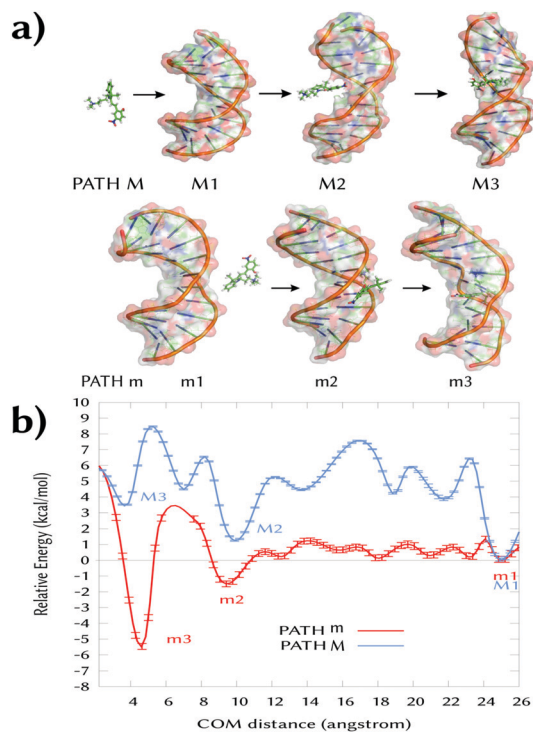 a)
PATH M M1 M2 M3
PATH m m1 m2 m3
b)
Relative Energy (kcal/mol)
10
9
8
7
6
5
4
3
2
1
0
-1
-2
-3
-4
-5
-6
-7
-8
M3
M2
m1
M1
m2
m3
PATH m
PATH M
4 6 8 10 12 14 16 18 20 22 24 26
COM distance (angstrom)